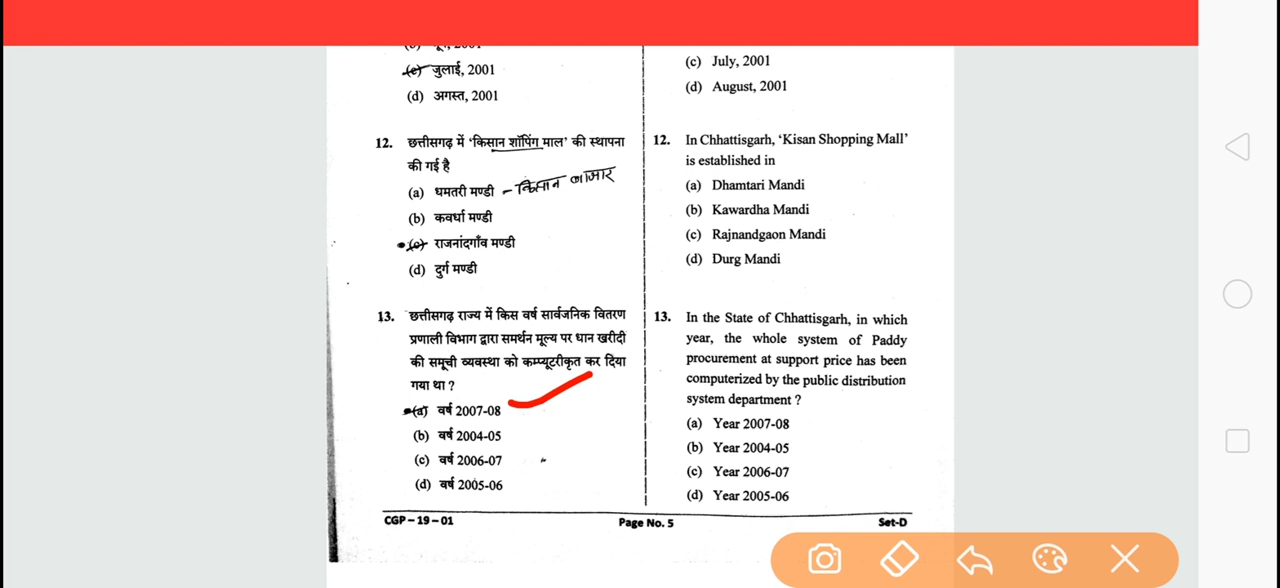 (c) जुलाई, 2001
(d) अगस्त, 2001
12. छत्तीसगढ़ में ‘किसान शॉपिंग माल’ की स्थापना
की गई है
(a) धमतरी मण्डी - किसान बाजार
(b) कवर्धा मण्डी
(c) राजनांदगाँव मण्डी
(d) दुर्ग मण्डी
13. छत्तीसगढ़ राज्य में किस वर्ष सार्वजनिक वितरण
प्रणाली विभाग द्वारा समर्थन मूल्य पर धान खरीदी
की समूची व्यवस्था को कम्प्यूटरीकृत कर दिया
गया था ?
(a) वर्ष 2007-08
(b) वर्ष 2004-05
(c) वर्ष 2006-07
(d) वर्ष 2005-06
(c) July, 2001
(d) August, 2001
12. In Chhattisgarh, ‘Kisan Shopping Mall’
is established in
(a) Dhamtari Mandi
(b) Kawardha Mandi
(c) Rajnandgaon Mandi
(d) Durg Mandi
13. In the State of Chhattisgarh, in which
year, the whole system of Paddy
procurement at support price has been
computerized by the public distribution
system department ?
(a) Year 2007-08
(b) Year 2004-05
(c) Year 2006-07
(d) Year 2005-06
CGP – 19 – 01 Page No. 5 Set-D